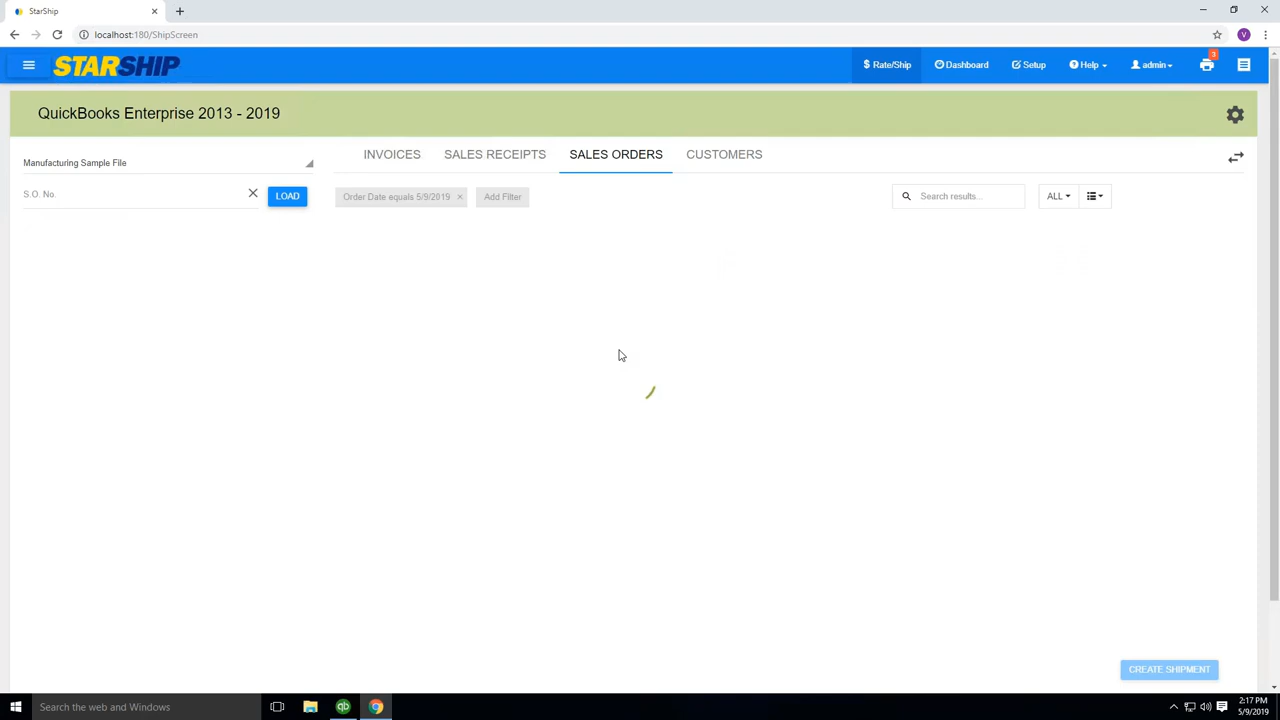 StarShip
localhost:180/ShipScreen
V
STARSHIP
$ Rate/Ship
Dashboard
Setup
Help
admin
3
QuickBooks Enterprise 2013 - 2019
Manufacturing Sample File
INVOICES
SALES RECEIPTS
SALES ORDERS
CUSTOMERS
S.O. No.
LOAD
Order Date equals 5/9/2019 ×
Add Filter
Search results...
ALL
CREATE SHIPMENT
Search the web and Windows
qb
2:17 PM
5/9/2019